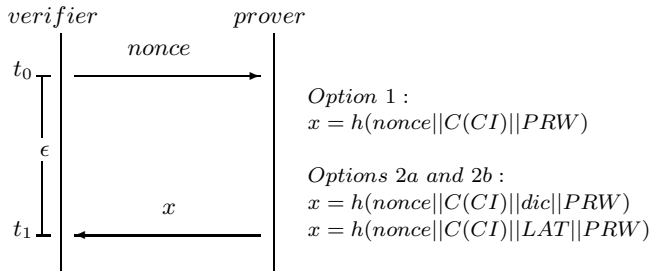 verifier prover
nonce
t0
Option 1 :
x = h(nonce||C(CI)||PRW)
ϵ
Options 2a and 2b :
x = h(nonce||C(CI)||dic||PRW)
x
x = h(nonce||C(CI)||LAT||PRW)
t1